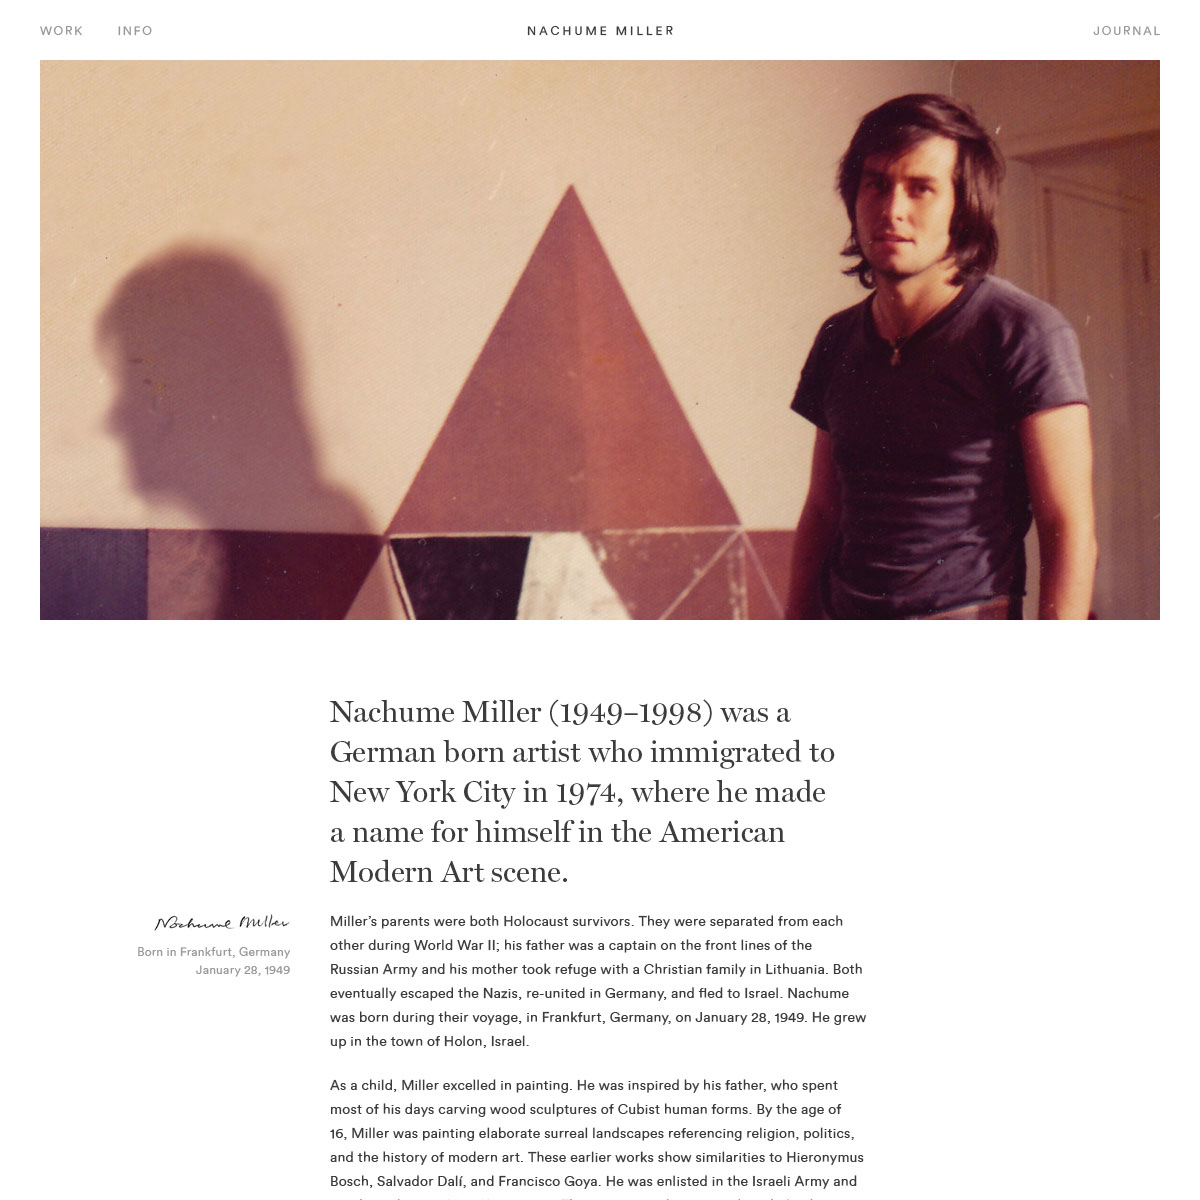 WORK INFO NACHUME MILLER JOURNAL
Nachume Miller (1949–1998) was a
German born artist who immigrated to
New York City in 1974, where he made
a name for himself in the American
Modern Art scene.
Nachume Miller
Born in Frankfurt, Germany
January 28, 1949
Miller’s parents were both Holocaust survivors. They were separated from each
other during World War II; his father was a captain on the front lines of the
Russian Army and his mother took refuge with a Christian family in Lithuania. Both
eventually escaped the Nazis, re-united in Germany, and fled to Israel. Nachume
was born during their voyage, in Frankfurt, Germany, on January 28, 1949. He grew
up in the town of Holon, Israel.
As a child, Miller excelled in painting. He was inspired by his father, who spent
most of his days carving wood sculptures of Cubist human forms. By the age of
16, Miller was painting elaborate surreal landscapes referencing religion, politics,
and the history of modern art. These earlier works show similarities to Hieronymus
Bosch, Salvador Dalí, and Francisco Goya. He was enlisted in the Israeli Army and